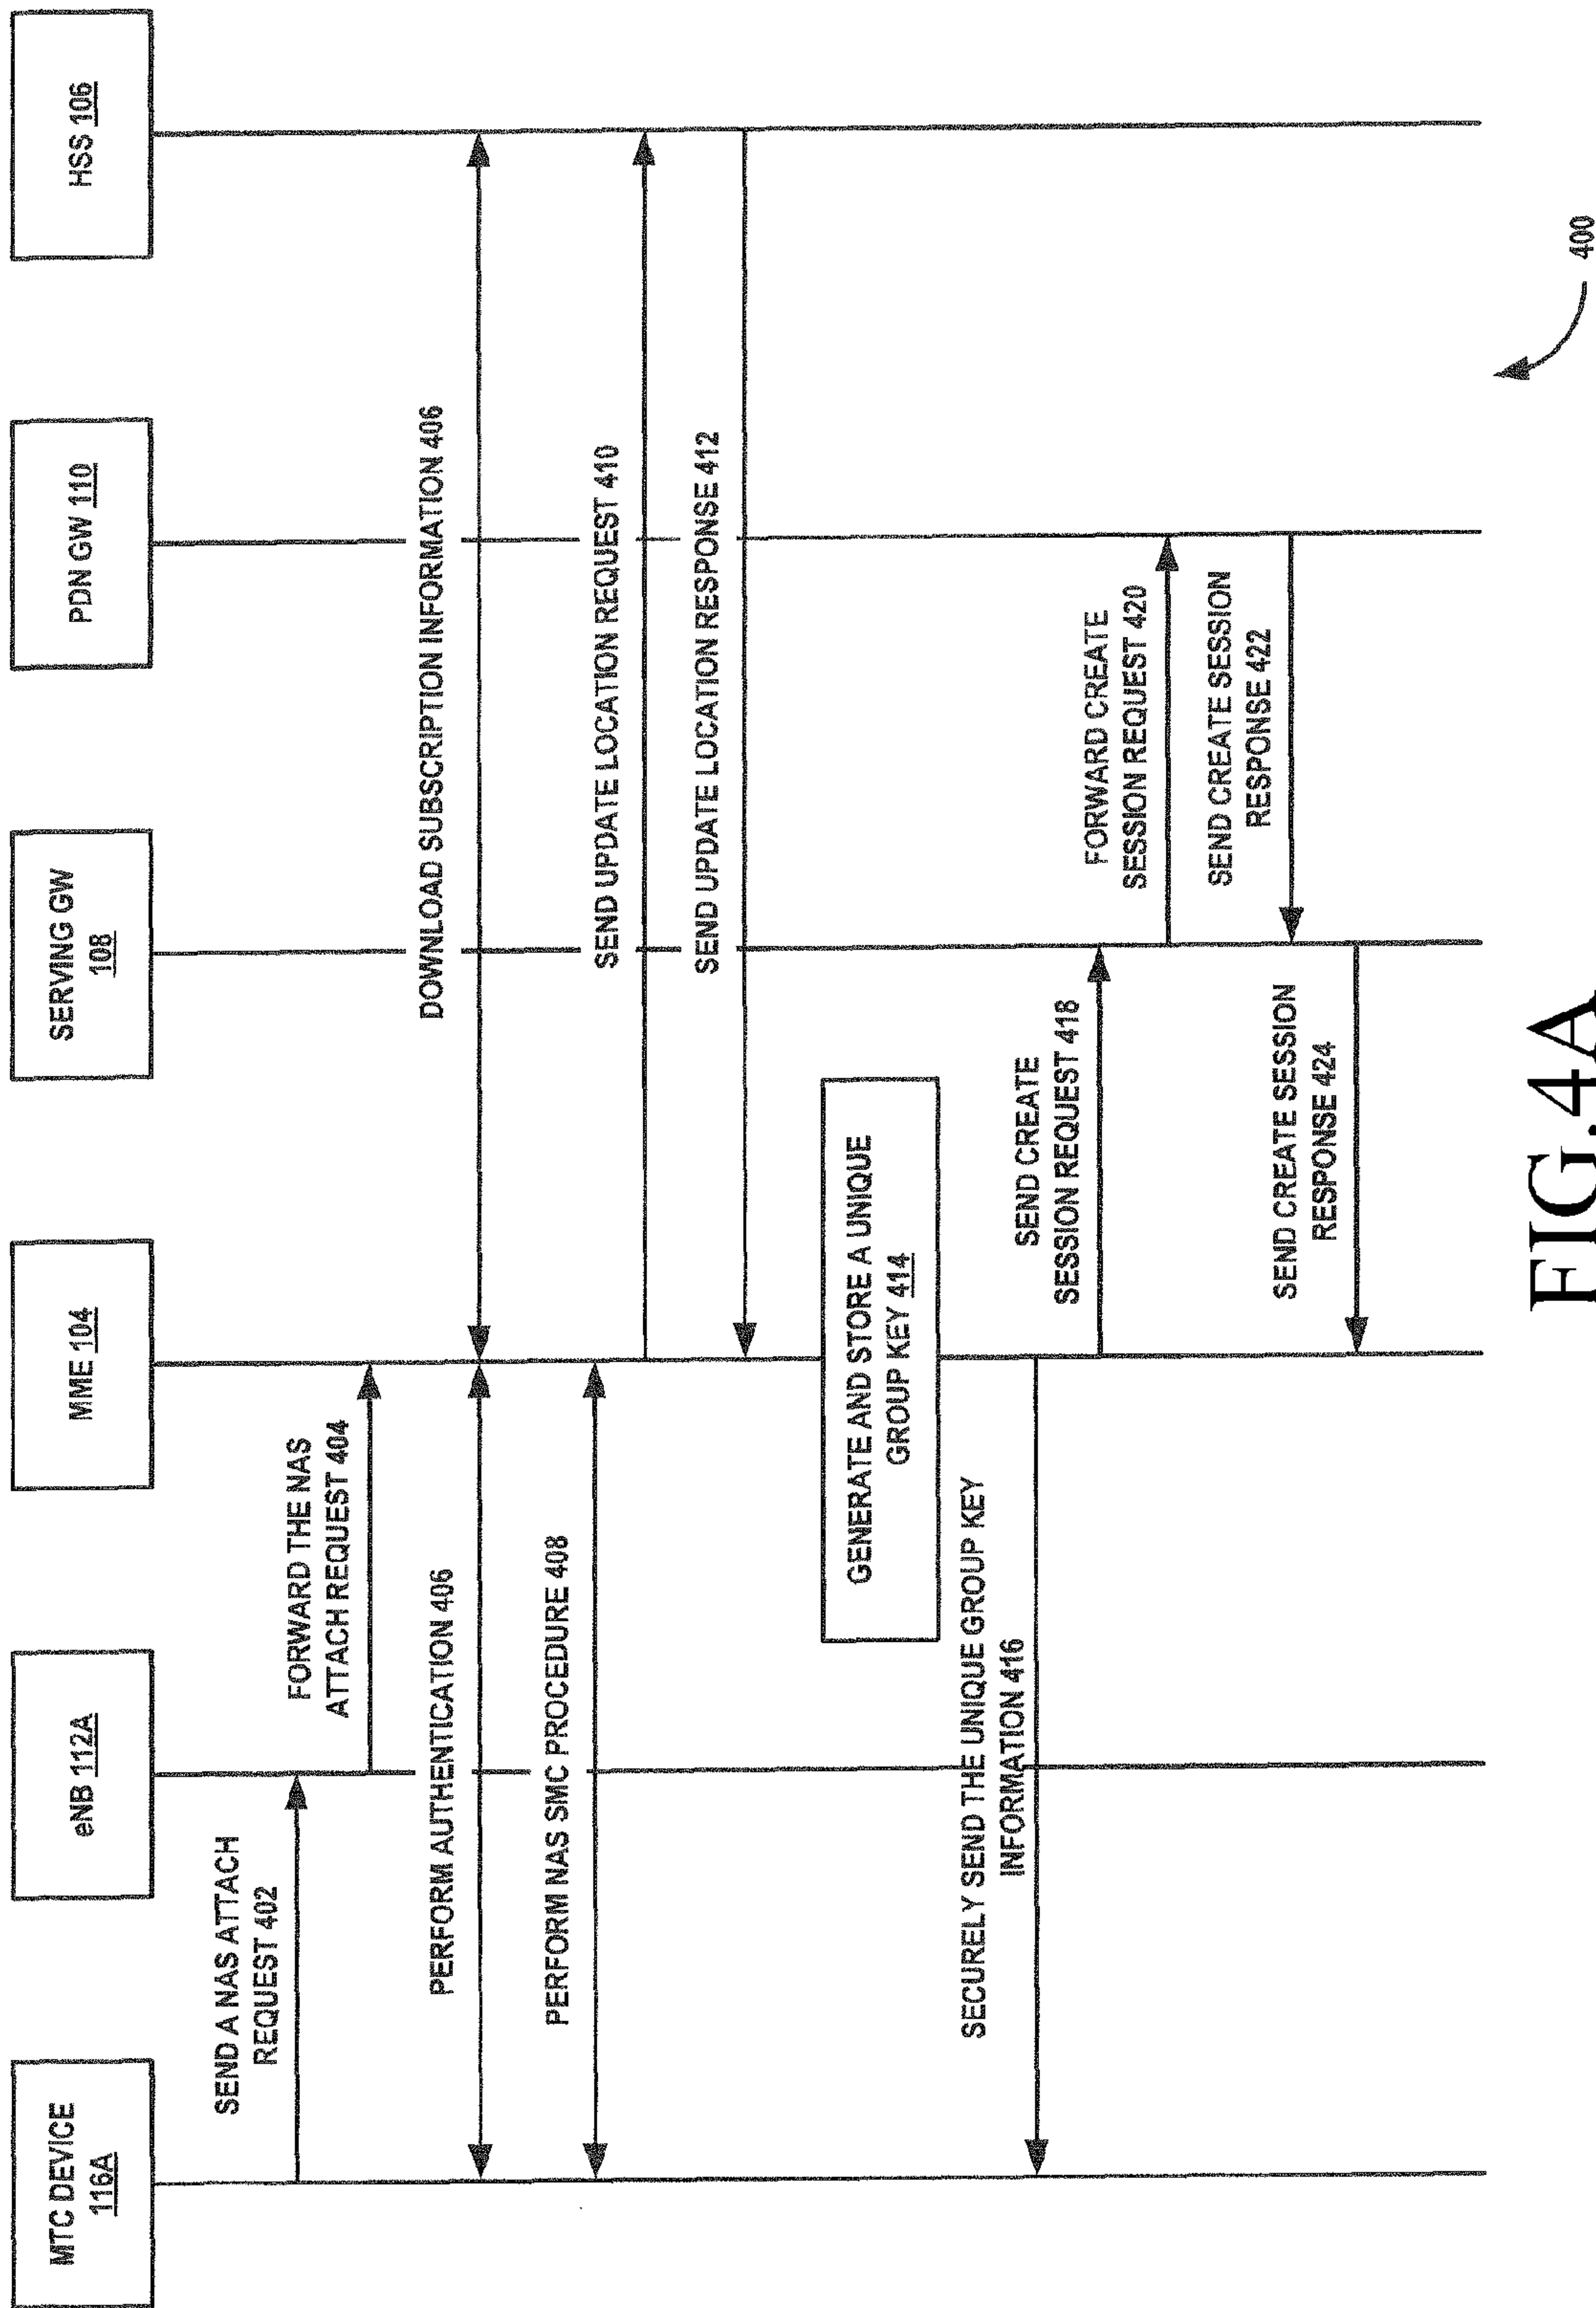 MTC DEVICE
116A
eNB 112A
MME 104
SERVING GW
108
PDN GW 110
HSS 106
SEND A NAS ATTACH
REQUEST 402
FORWARD THE NAS
ATTACH REQUEST 404
PERFORM AUTHENTICATION 406
DOWNLOAD SUBSCRIPTION INFORMATION 406
PERFORM NAS SMC PROCEDURE 408
SEND UPDATE LOCATION REQUEST 410
SEND UPDATE LOCATION RESPONSE 412
GENERATE AND STORE A UNIQUE
GROUP KEY 414
SECURELY SEND THE UNIQUE GROUP KEY
INFORMATION 416
SEND CREATE
SESSION REQUEST 418
FORWARD CREATE
SESSION REQUEST 420
SEND CREATE SESSION
RESPONSE 422
SEND CREATE SESSION
RESPONSE 424
400
FIG.4A